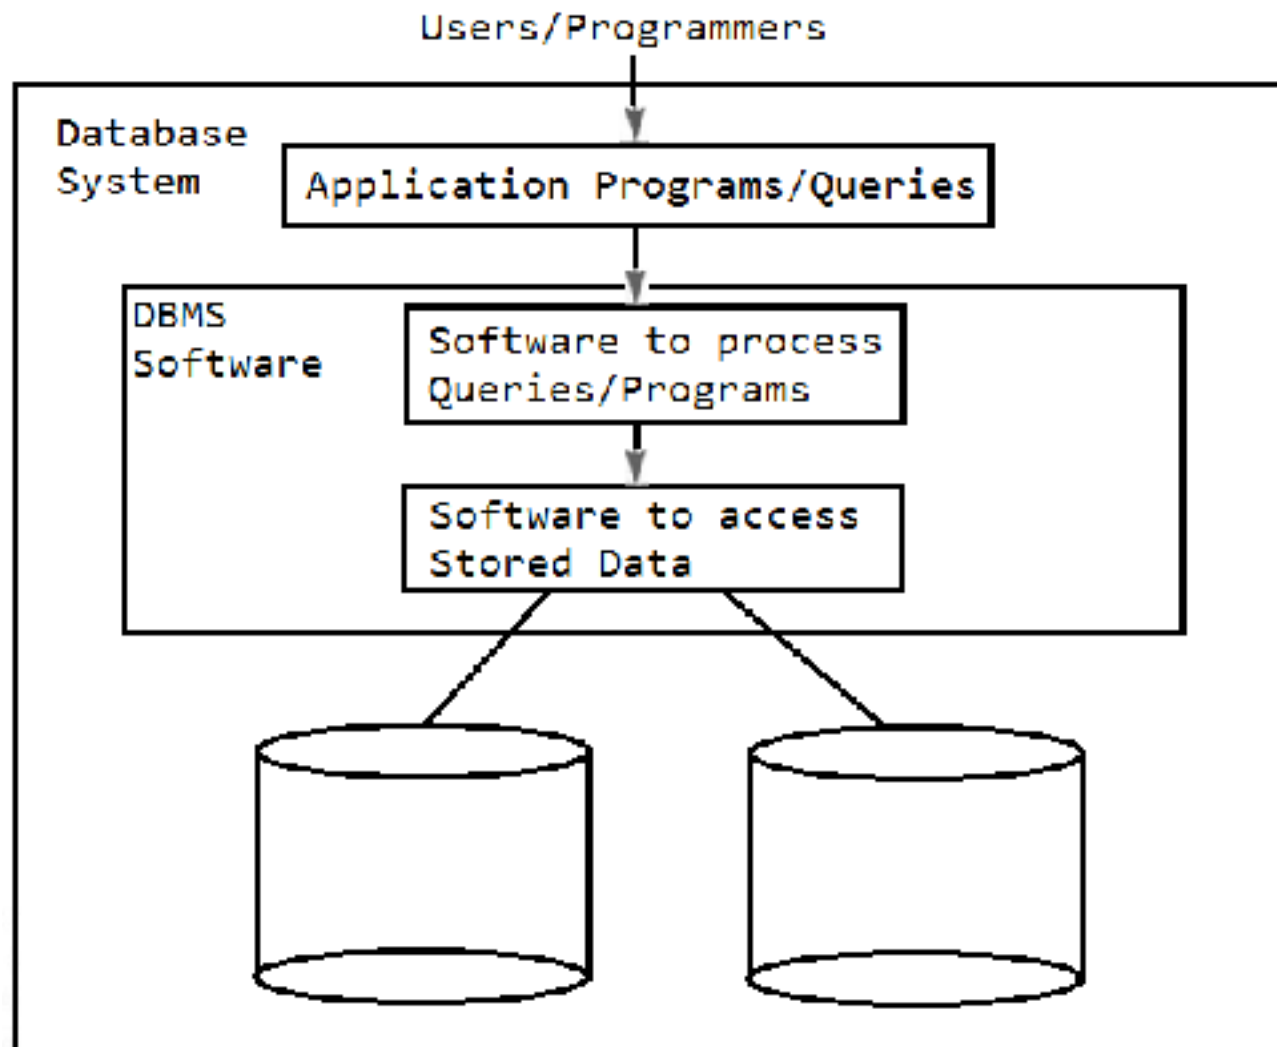 Users/Programmers
Database
System
Application Programs/Queries
DBMS
Software
Software to process
Queries/Programs
Software to access
Stored Data